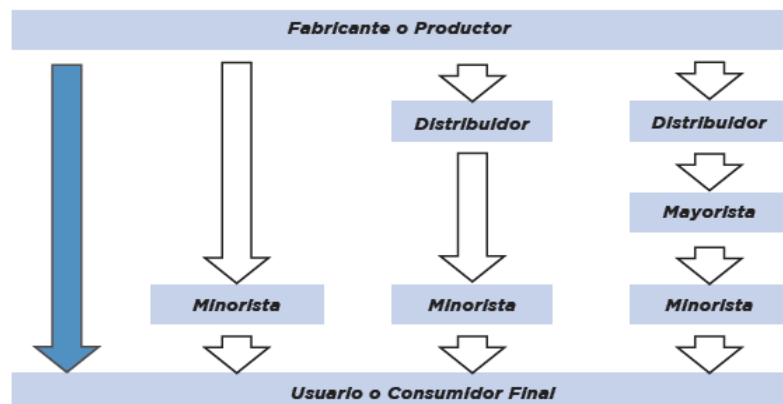 Fabricante o Productor
Distribuidor
Distribuidor
Mayorista
Minorista
Minorista
Minorista
Usuario o Consumidor Final